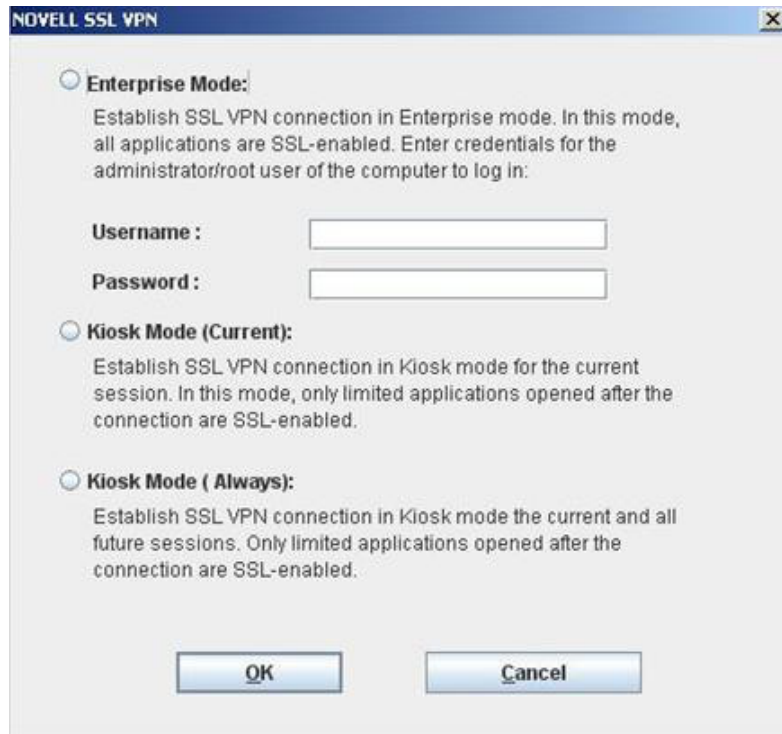 NOVELL SSL VPN
Enterprise Mode:
Establish SSL VPN connection in Enterprise mode. In this mode,
all applications are SSL-enabled. Enter credentials for the
administrator/root user of the computer to log in:
Username :
Password :
Kiosk Mode (Current):
Establish SSL VPN connection in Kiosk mode for the current
session. In this mode, only limited applications opened after the
connection are SSL-enabled.
Kiosk Mode ( Always):
Establish SSL VPN connection in Kiosk mode the current and all
future sessions. Only limited applications opened after the
connection are SSL-enabled.
OK Cancel